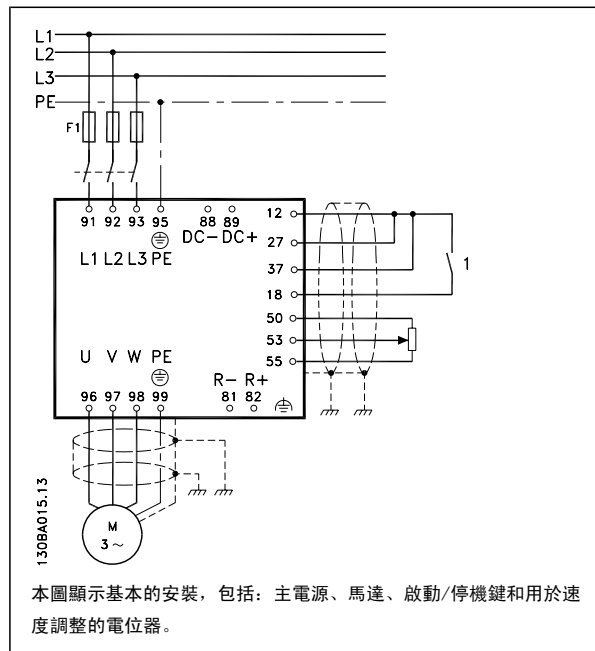 L1
L2
L3
PE
F1
91 92 93 95 88 89 12
DC- DC+
27
L1 L2 L3 PE
37
1
18
50
53
U V W PE
55
R- R+
96 97 98 99 81 82
M
3~
130BA015.13
本圖顯示基本的安裝，包括：主電源、馬達、啟動/停機鍵和用於速
度調整的電位器。